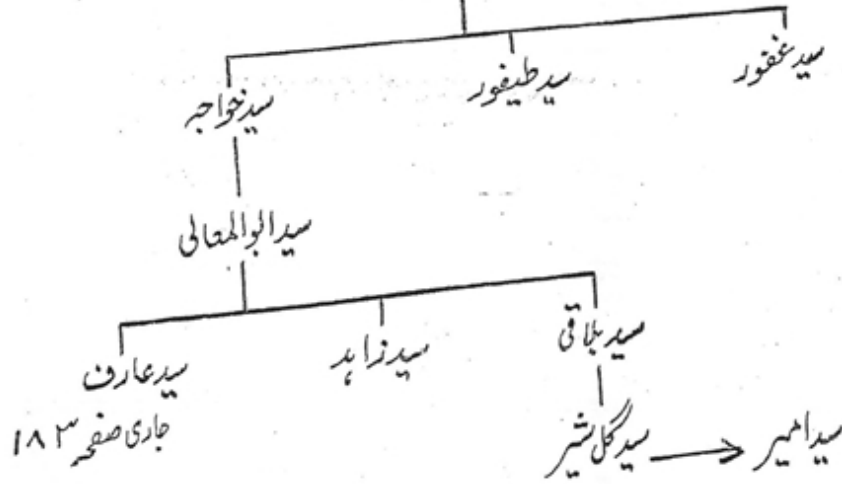 سید غفور
سید طیفور
سید خواجہ
سید ابوالمعالی
سید بلاقی
سید زاہد
سید عارف
جاری صفحہ ۱۸۳
سید گل شیر
سید امیر